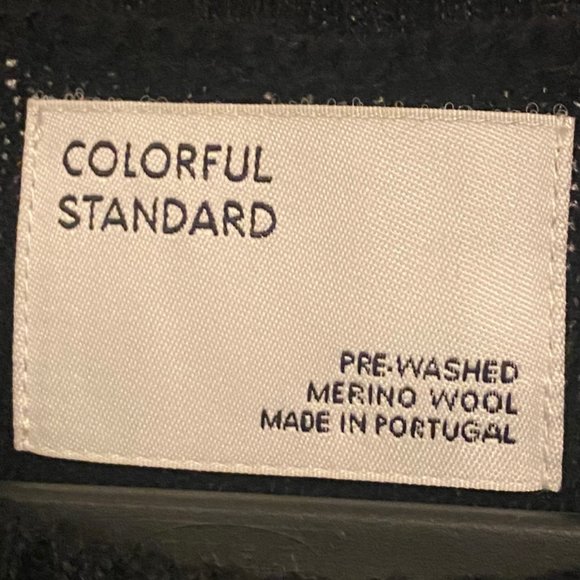 COLORFUL
STANDARD
PRE-WASHED
MERINO WOOL
MADE IN PORTUGAL